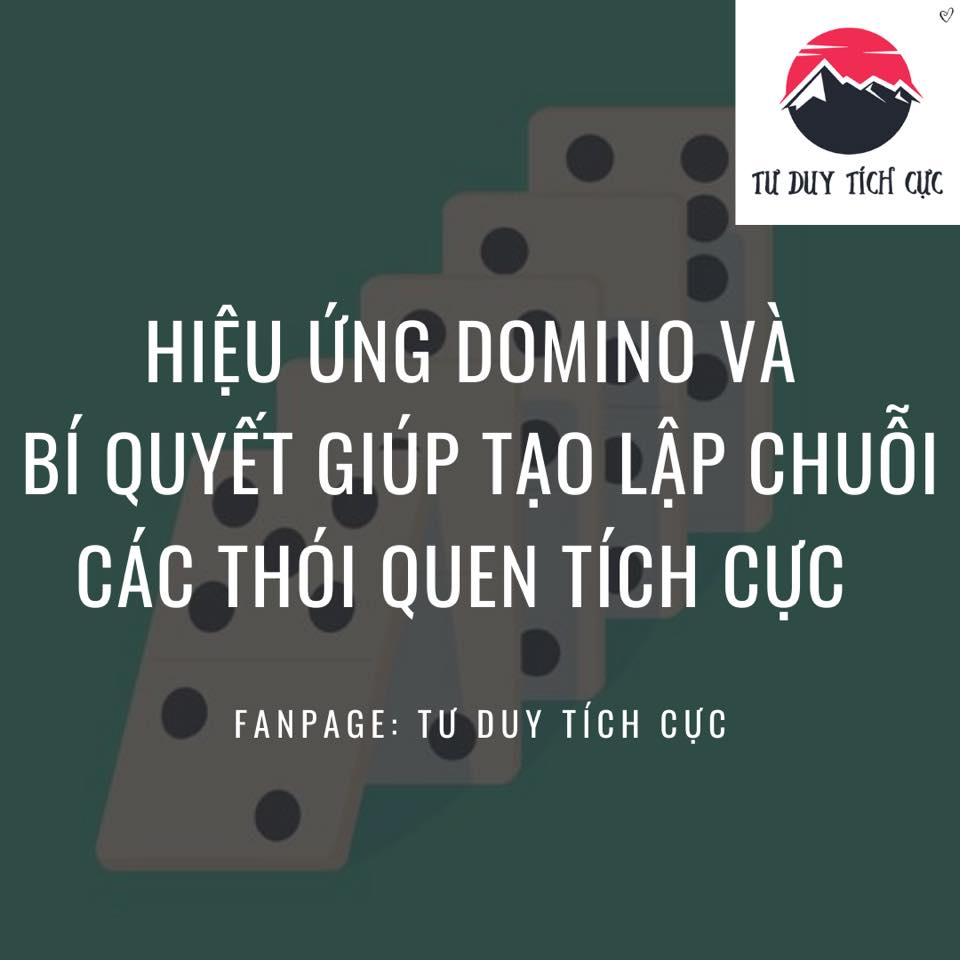 TƯ DUY TÍCH CỰC
HIỆU ỨNG DOMINO VÀ
BÍ QUYẾT GIÚP TẠO LẬP CHUỖI
CÁC THÓI QUEN TÍCH CỰC
FANPAGE: TƯ DUY TÍCH CỰC